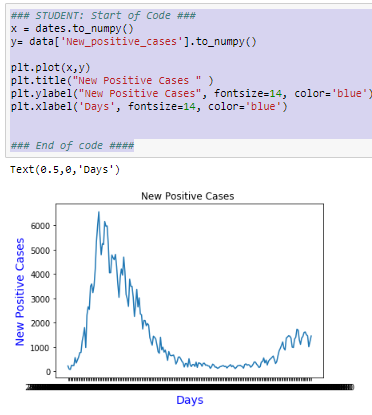 ### STUDENT: Start of Code ###
x = dates.to_numpy()
y= data['New_positive_cases'].to_numpy()
plt.plot(x,y)
plt.title("New Positive Cases " )
plt.ylabel("New Positive Cases", fontsize=14, color='blue')
plt.xlabel('Days', fontsize=14, color='blue')
### End of code ####
Text(0.5,0,'Days')
New Positive Cases
6000
5000
4000
3000
2000
1000
0
New Positive Cases
Days